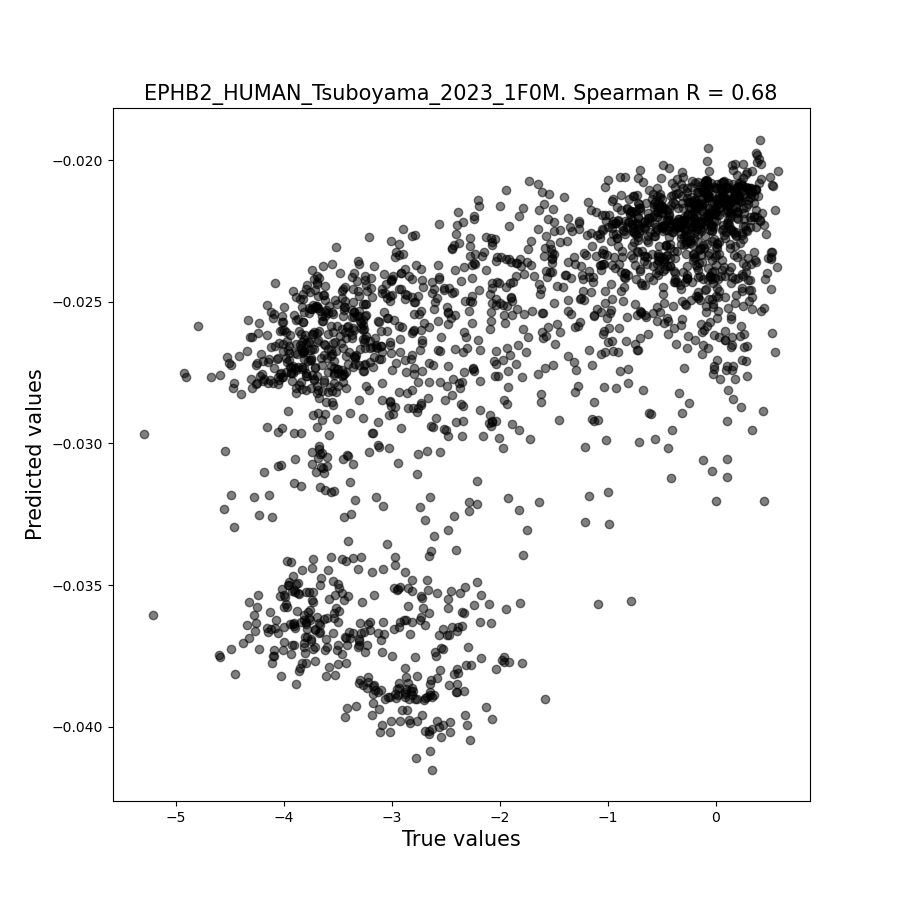 EPHB2_HUMAN_Tsuboyama_2023_1F0M. Spearman R = 0.68
−0.020
−0.025
−0.030
−0.035
−0.040
Predicted values
−5 −4 −3 −2 −1 0
True values